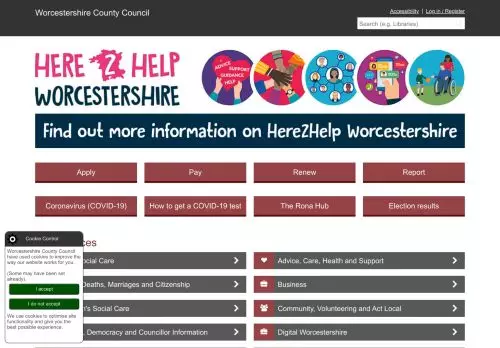 Worcestershire County Council
Accessibility | Log in / Register
Search (e.g. Libraries)
HERE 2 HELP
WORCESTERSHIRE
ADVICE
SUPPORT
GUIDANCE
HELP
Find out more information on Here2Help Worcestershire
Apply
Pay
Renew
Report
Coronavirus (COVID-19)
How to get a COVID-19 test
The Rona Hub
Election results
ces
ocial Care
Advice, Care, Health and Support
Deaths, Marriages and Citizenship
Business
n's Social Care
Community, Volunteering and Act Local
, Democracy and Councillor Information
Digital Worcestershire
Cookie Control
Worcestershire County Council
have used cookies to improve the
way our website works for you.
(Some may have been set
already).
I accept
I do not accept
We use cookies to optimise site
functionality and give you the
best possible experience.